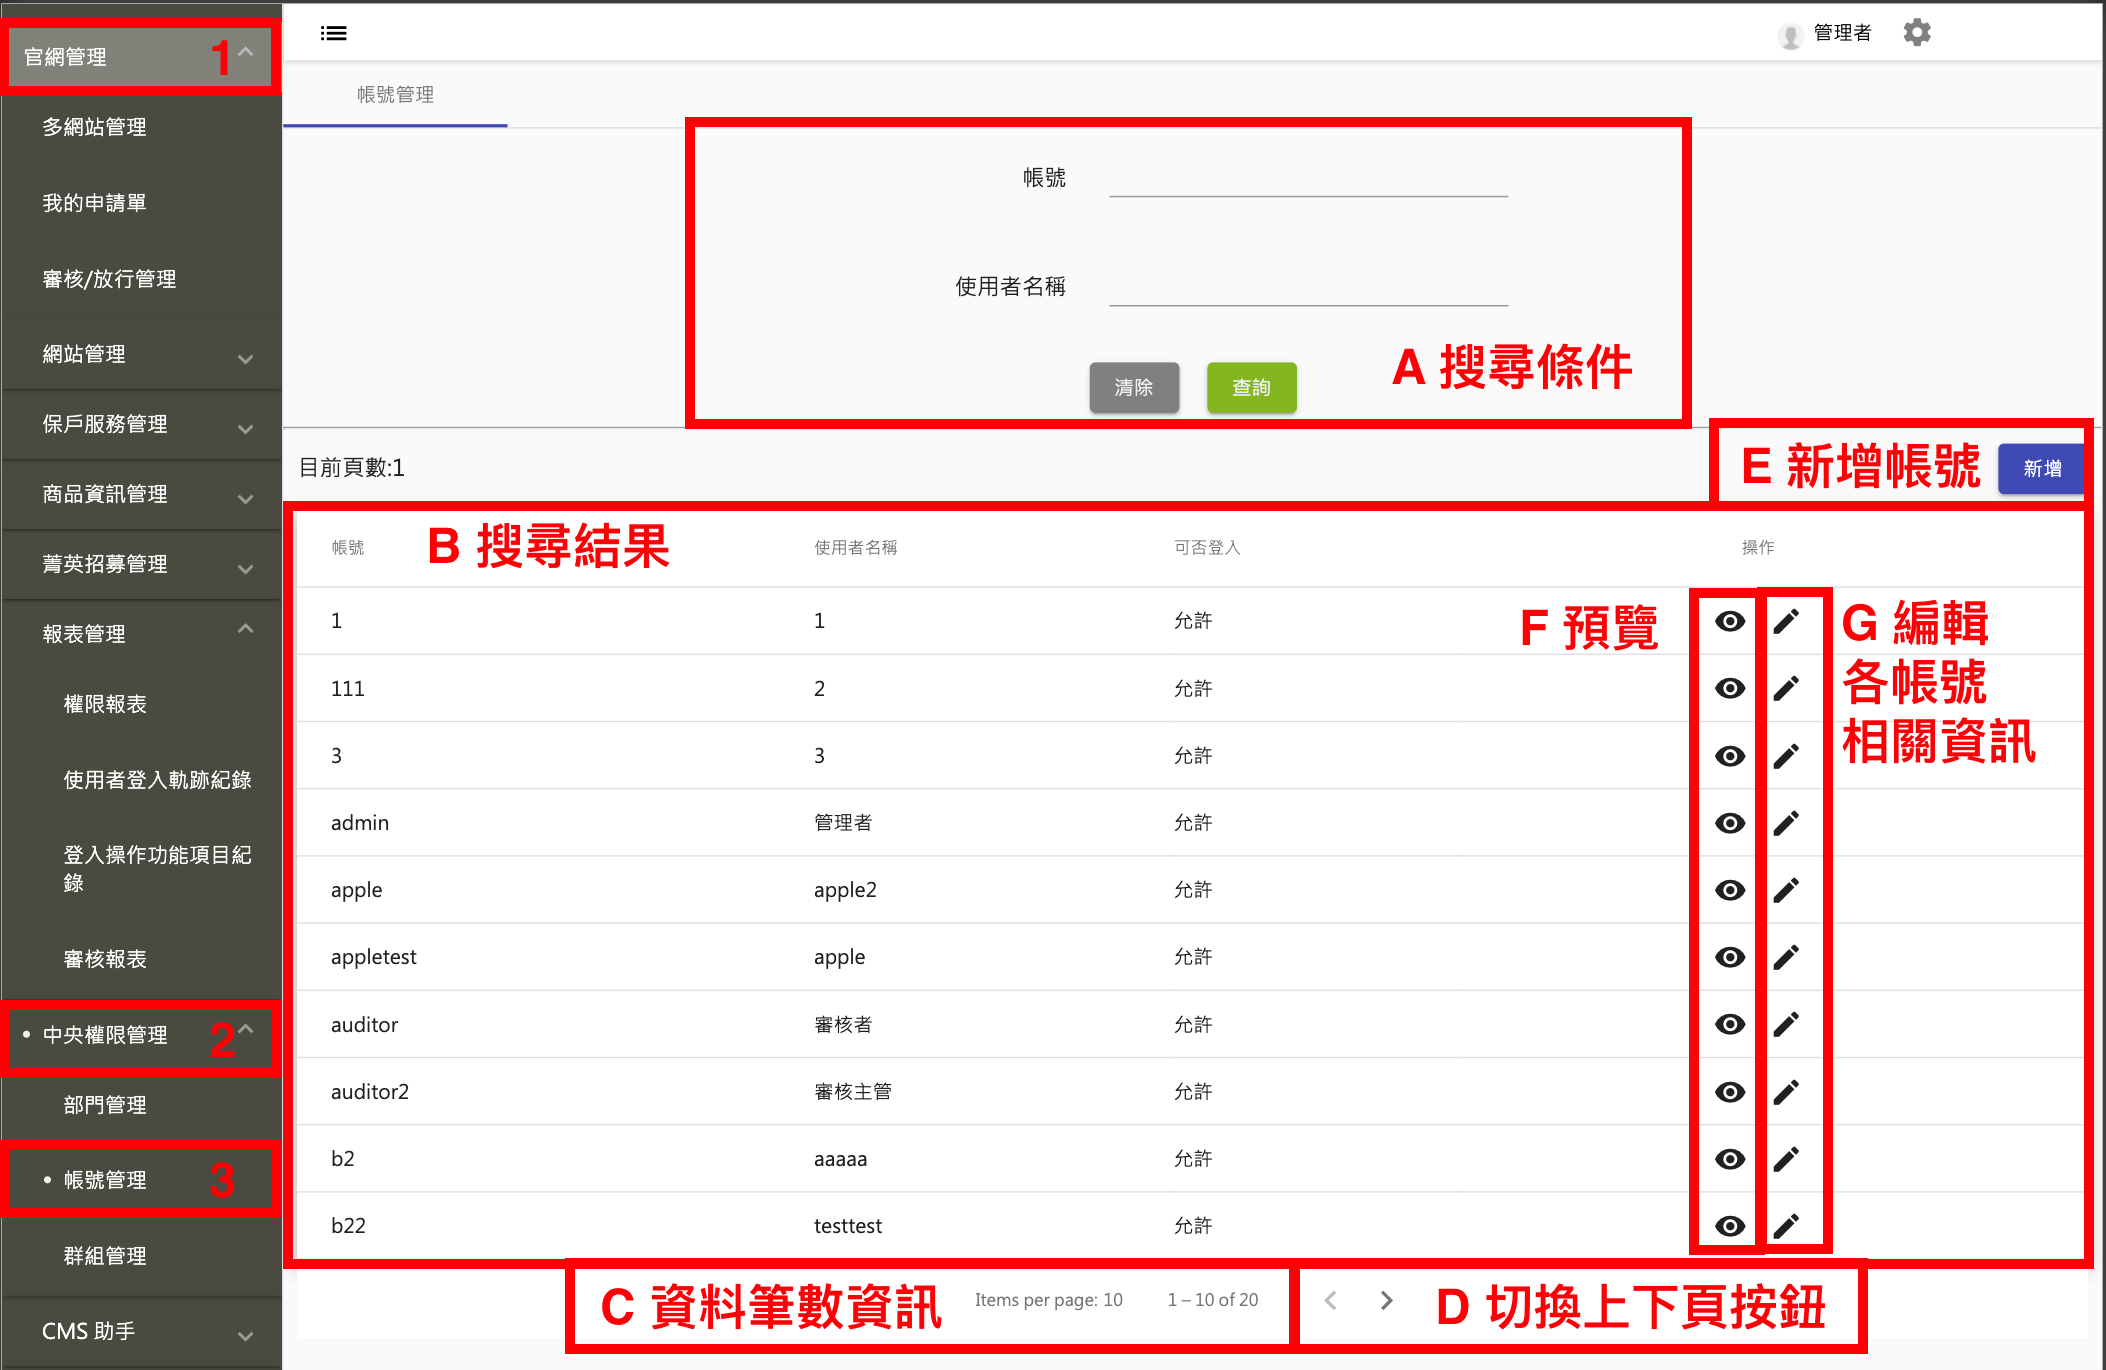 官網管理 1
多網站管理
我的申請單
審核/放行管理
網站管理
保戶服務管理
商品資訊管理
菁英招募管理
報表管理
權限報表
使用者登入軌跡紀錄
登入操作功能項目紀
錄
審核報表
• 中央權限管理 2
部門管理
• 帳號管理 3
群組管理
CMS 助手
管理者
帳號管理
帳號
使用者名稱
清除 查詢
A 搜尋條件
目前頁數:1
E 新增帳號 新增
B 搜尋結果
帳號 使用者名稱 可否登入 操作
1 1 允許
111 2 允許
3 3 允許
admin 管理者 允許
apple apple2 允許
appletest apple 允許
auditor 審核者 允許
auditor2 審核主管 允許
b2 aaaaa 允許
b22 testtest 允許
F 預覽
G 編輯
各帳號
相關資訊
C 資料筆數資訊 Items per page: 10 1 – 10 of 20
D 切換上下頁按鈕